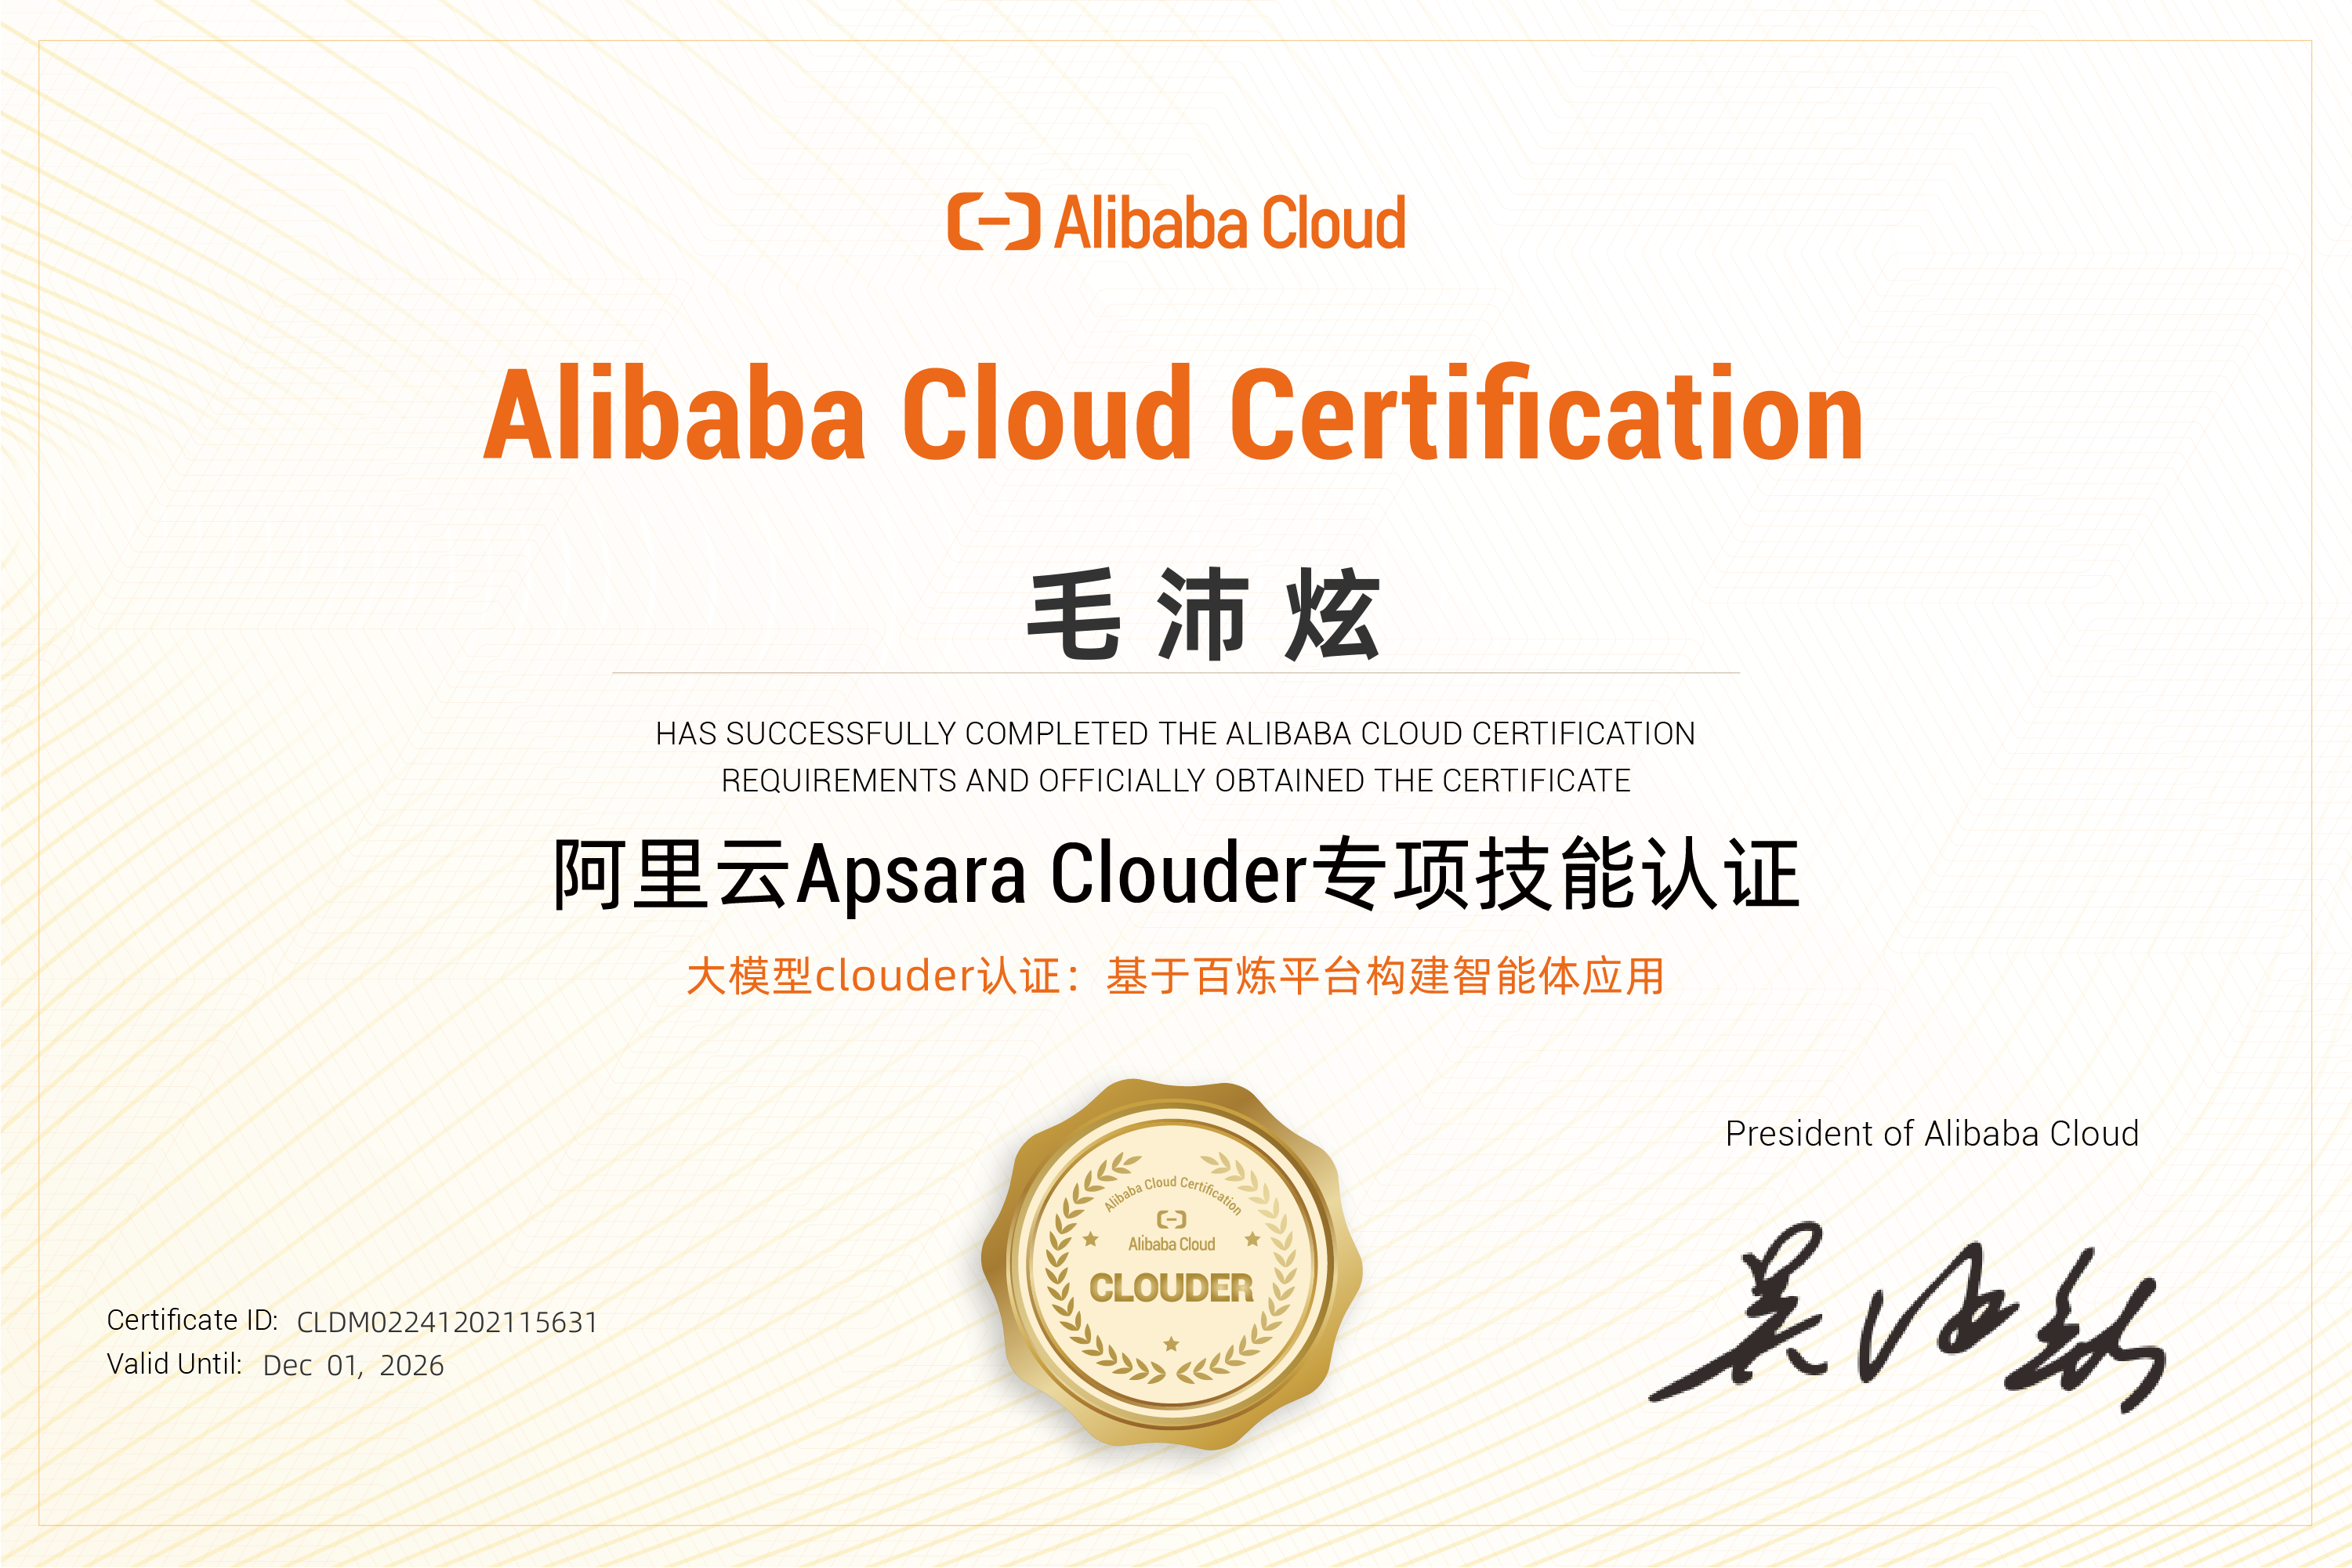 Alibaba Cloud
Alibaba Cloud Certification
毛沛炫
HAS SUCCESSFULLY COMPLETED THE ALIBABA CLOUD CERTIFICATION
REQUIREMENTS AND OFFICIALLY OBTAINED THE CERTIFICATE
阿里云Apsara Clouder专项技能认证
大模型clouder认证：基于百炼平台构建智能体应用
Alibaba Cloud Certification
Alibaba Cloud
CLOUDER
President of Alibaba Cloud
Certificate ID: CLDM02241202115631
Valid Until: Dec 01, 2026